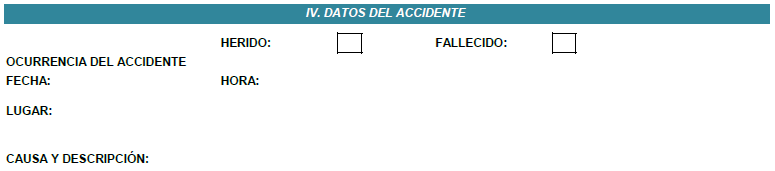 IV. DATOS DEL ACCIDENTE
HERIDO: FALLECIDO:
OCURRENCIA DEL ACCIDENTE
FECHA: HORA:
LUGAR:
CAUSA Y DESCRIPCIÓN: